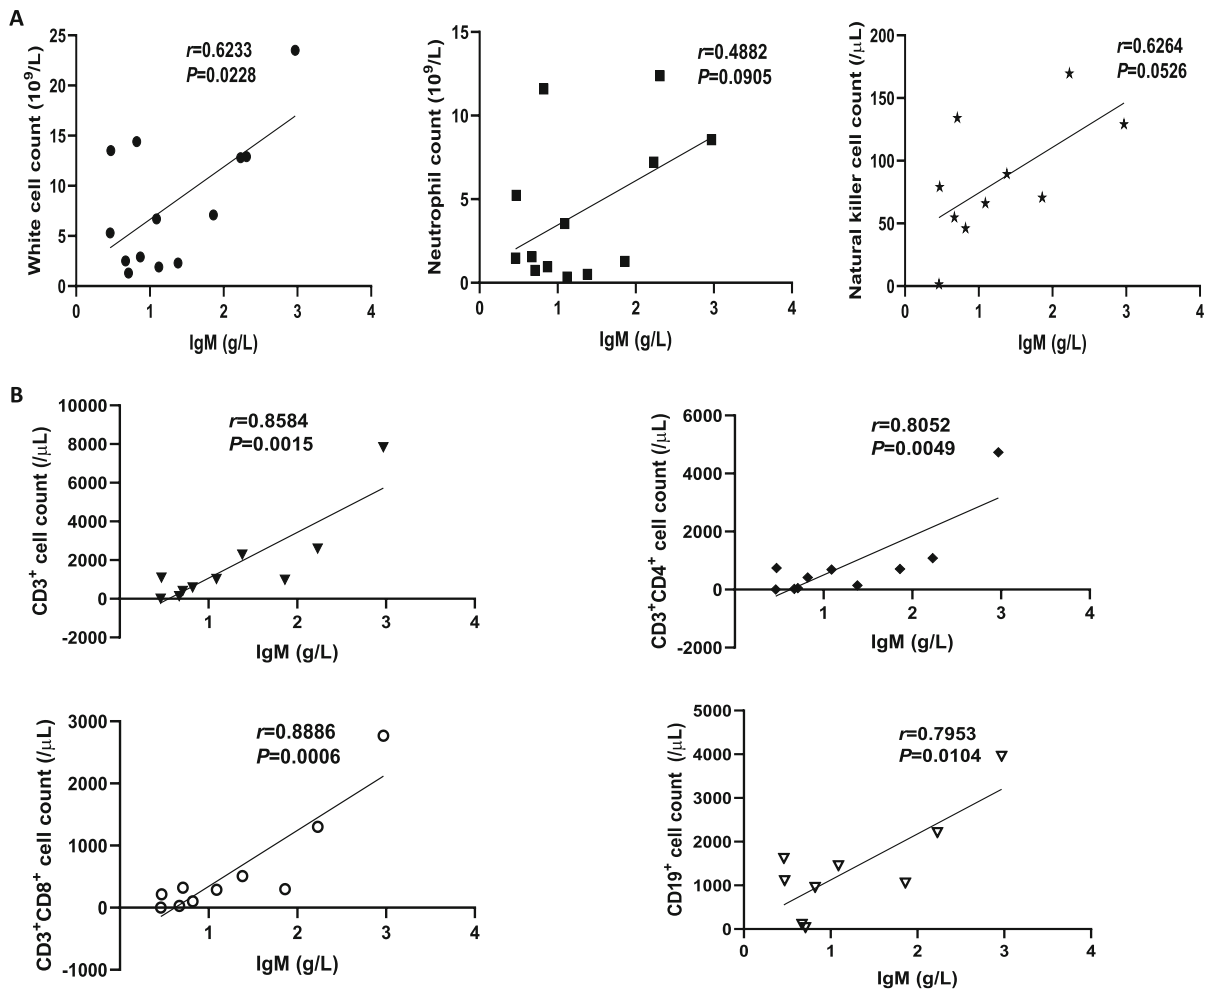 A
White cell count (10⁹/L)
r=0.6233
P=0.0228
25
20
15
10
5
0
0 1 2 3 4
IgM (g/L)
Neutrophil count (10⁹/L)
r=0.4882
P=0.0905
15
10
5
0
0 1 2 3 4
IgM (g/L)
Natural killer cell count (/μL)
r=0.6264
P=0.0526
200
150
100
50
0
0 1 2 3 4
IgM (g/L)
B
CD3⁺ cell count (/μL)
r=0.8584
P=0.0015
10000
8000
6000
4000
2000
0
-2000
1 2 3 4
IgM (g/L)
CD3⁺CD4⁺ cell count (/μL)
r=0.8052
P=0.0049
6000
4000
2000
0
-2000
1 2 3 4
IgM (g/L)
CD3⁺CD8⁺ cell count (/μL)
r=0.8886
P=0.0006
3000
2000
1000
0
-1000
1 2 3 4
IgM (g/L)
CD19⁺ cell count (/μL)
r=0.7953
P=0.0104
5000
4000
3000
2000
1000
0
0 1 2 3 4
IgM (g/L)